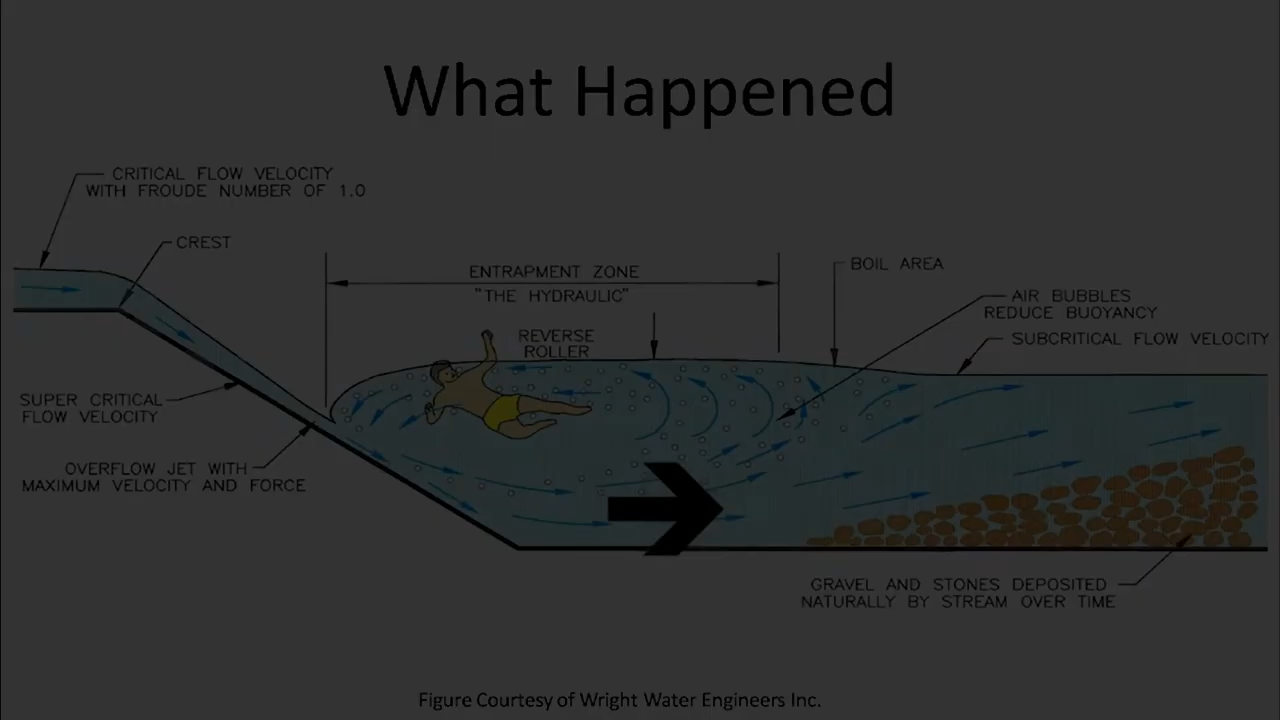 What Happened
CRITICAL FLOW VELOCITY
WITH FROUDE NUMBER OF 1.0
CREST
ENTRAPMENT ZONE
"THE HYDRAULIC"
BOIL AREA
AIR BUBBLES
REDUCE BUOYANCY
SUBCRITICAL FLOW VELOCITY
REVERSE
ROLLER
SUPER CRITICAL
FLOW VELOCITY
OVERFLOW JET WITH
MAXIMUM VELOCITY AND FORCE
GRAVEL AND STONES DEPOSITED
NATURALLY BY STREAM OVER TIME
Figure Courtesy of Wright Water Engineers Inc.